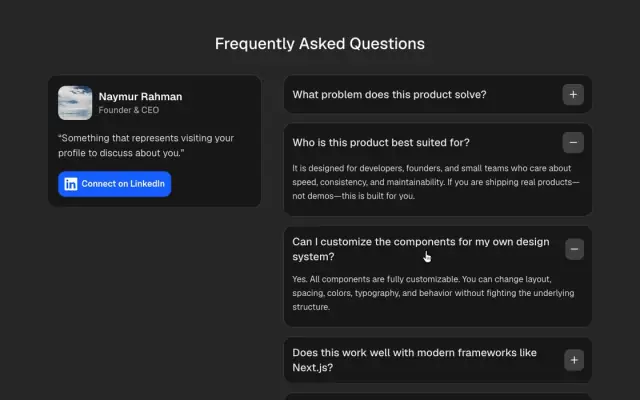 Frequently Asked Questions
Naymur Rahman
Founder & CEO
“Something that represents visiting your
profile to discuss about you.”
in Connect on LinkedIn
What problem does this product solve?
Who is this product best suited for?
It is designed for developers, founders, and small teams who care about
speed, consistency, and maintainability. If you are shipping real products—
not demos—this is built for you.
Can I customize the components for my own design
system?
Yes. All components are fully customizable. You can change layout,
spacing, colors, typography, and behavior without fighting the underlying
structure.
Does this work well with modern frameworks like
Next.js?